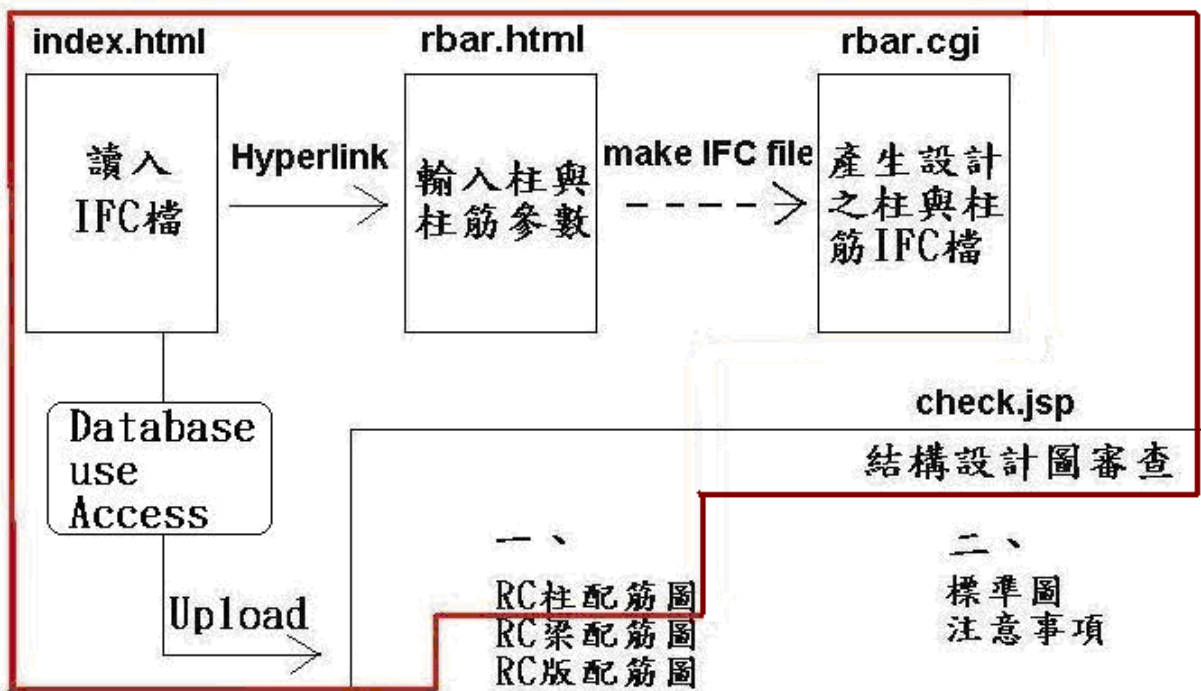 index.html
rbar.html
rbar.cgi
讀入
IFC檔
Hyperlink
輸入柱與
柱筋參數
make IFC file
產生設計
之柱與柱
筋IFC檔
Database
use
Access
Upload
check.jsp
結構設計圖審查
一、
RC柱配筋圖
RC梁配筋圖
RC版配筋圖
二、
標準圖
注意事項